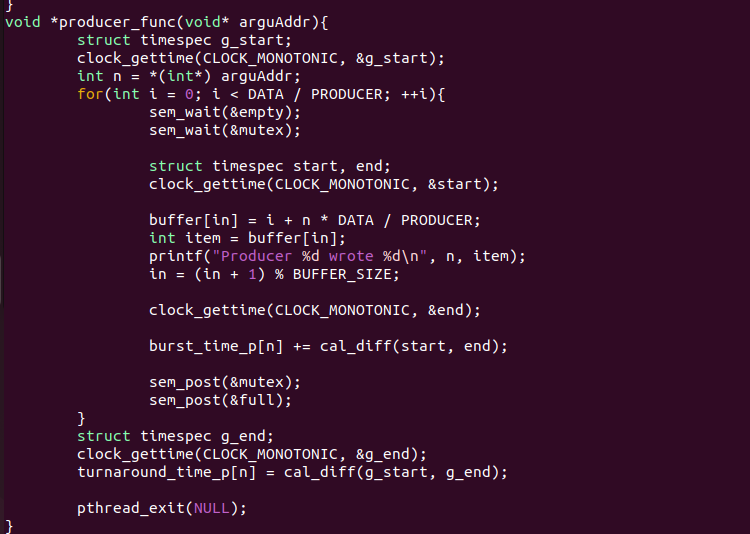 }
void *producer_func(void* arguAddr){
        struct timespec g_start;
        clock_gettime(CLOCK_MONOTONIC, &g_start);
        int n = *(int*) arguAddr;
        for(int i = 0; i < DATA / PRODUCER; ++i){
                sem_wait(&empty);
                sem_wait(&mutex);

                struct timespec start, end;
                clock_gettime(CLOCK_MONOTONIC, &start);

                buffer[in] = i + n * DATA / PRODUCER;
                int item = buffer[in];
                printf("Producer %d wrote %d\n", n, item);
                in = (in + 1) % BUFFER_SIZE;

                clock_gettime(CLOCK_MONOTONIC, &end);

                burst_time_p[n] += cal_diff(start, end);

                sem_post(&mutex);
                sem_post(&full);
        }
        struct timespec g_end;
        clock_gettime(CLOCK_MONOTONIC, &g_end);
        turnaround_time_p[n] = cal_diff(g_start, g_end);

        pthread_exit(NULL);
}